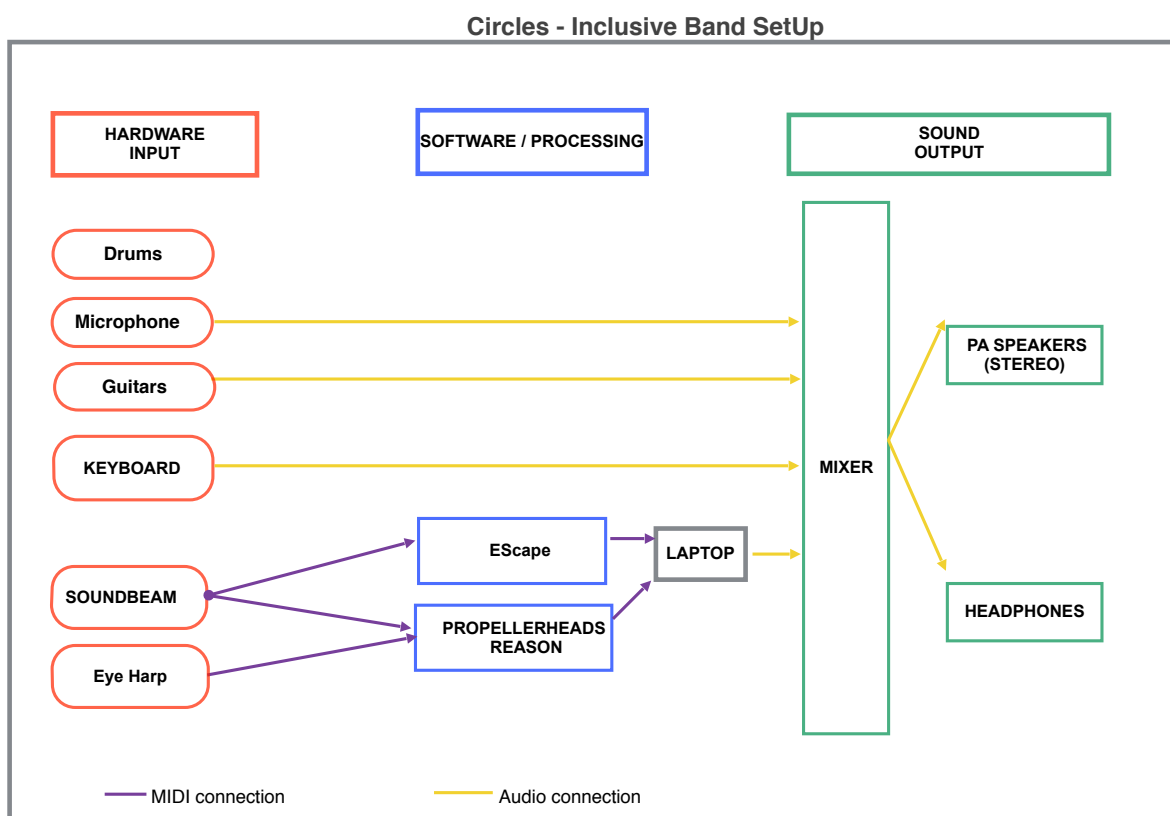 Circles - Inclusive Band SetUp
HARDWARE
INPUT
SOFTWARE / PROCESSING
SOUND
OUTPUT
Drums
Microphone
Guitars
KEYBOARD
SOUNDBEAM
Eye Harp
EScape
PROPELLERHEADS
REASON
LAPTOP
MIXER
PA SPEAKERS
(STEREO)
HEADPHONES
MIDI connection
Audio connection